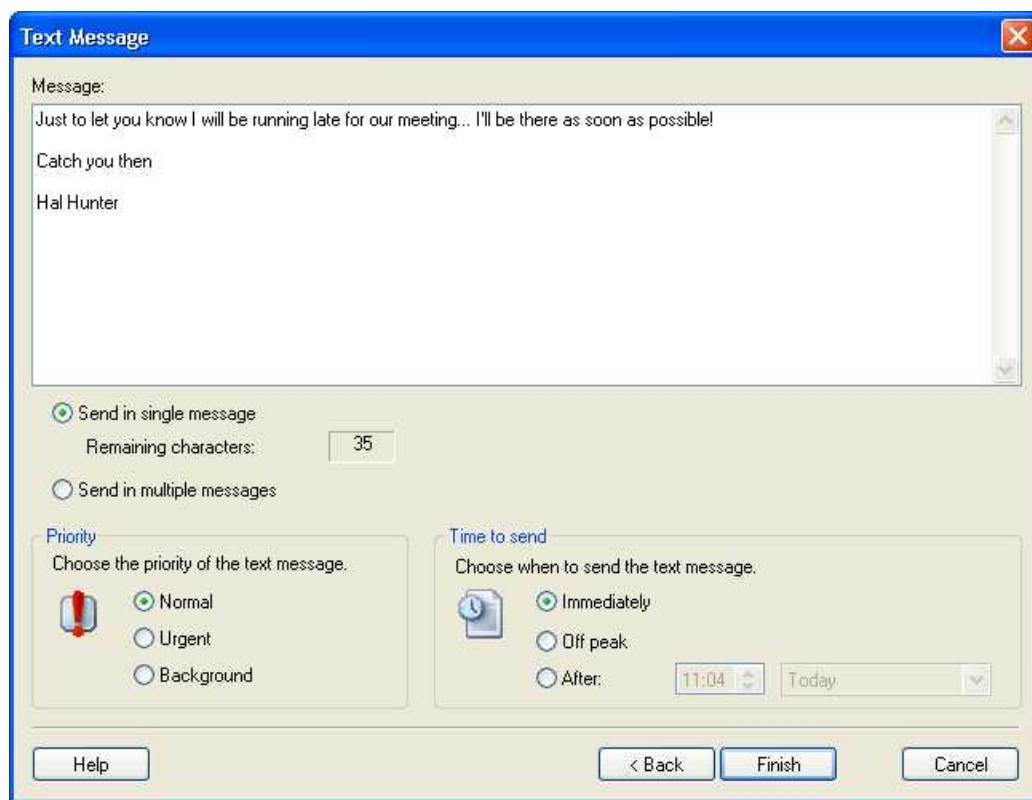 Text Message
Message:
Just to let you know I will be running late for our meeting... I'll be there as soon as possible!
Catch you then
Hal Hunter
Send in single message
Remaining characters: 35
Send in multiple messages
Priority
Choose the priority of the text message.
Normal
Urgent
Background
Time to send
Choose when to send the text message.
Immediately
Off peak
After: 11:04 Today
Help < Back Finish Cancel